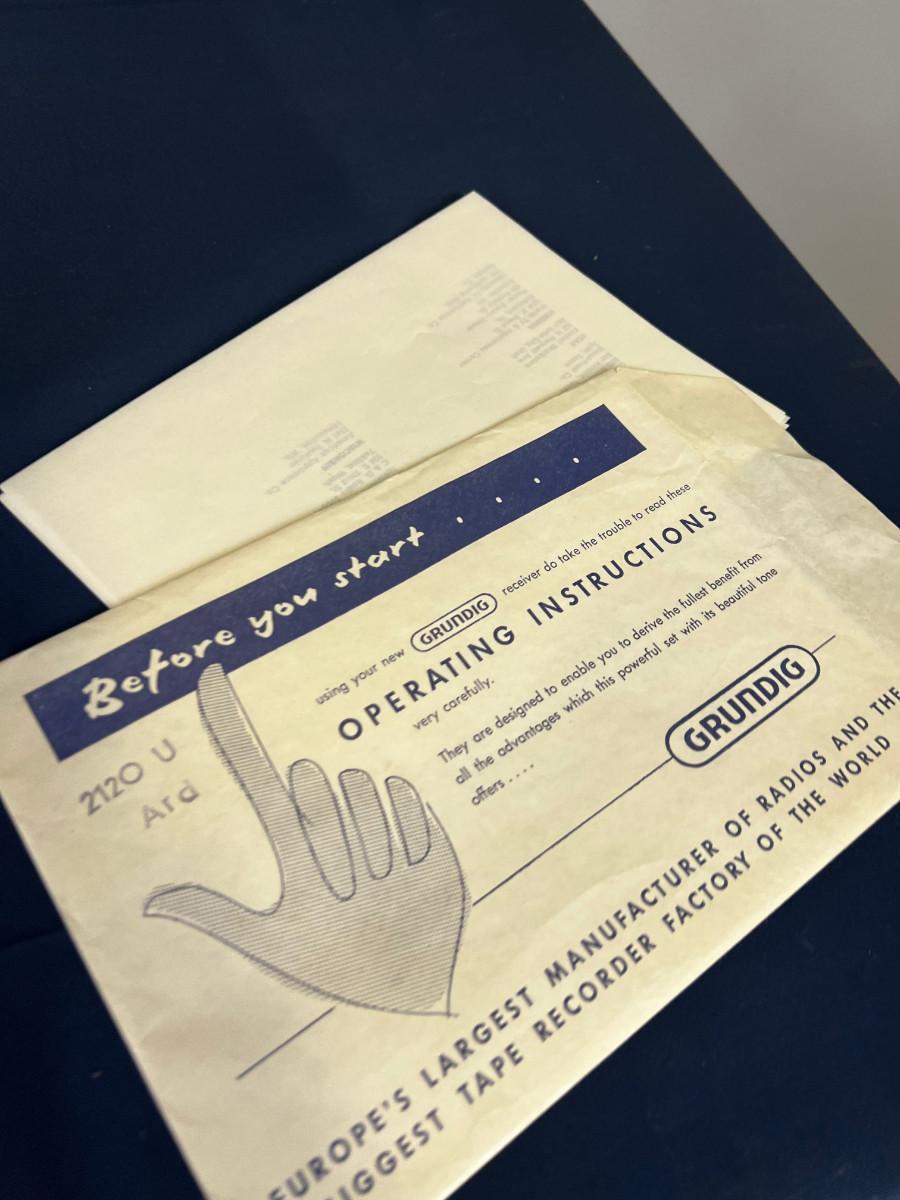 Before you start . . . .
using your new GRUNDIG receiver do take the trouble to read these
OPERATING INSTRUCTIONS
very carefully.
They are designed to enable you to derive the fullest benefit from
all the advantages which this powerful set with its beautiful tone
offers . . . .
2120 U
Ard
GRUNDIG
EUROPE'S LARGEST MANUFACTURER OF RADIOS AND THE
BIGGEST TAPE RECORDER FACTORY OF THE WORLD